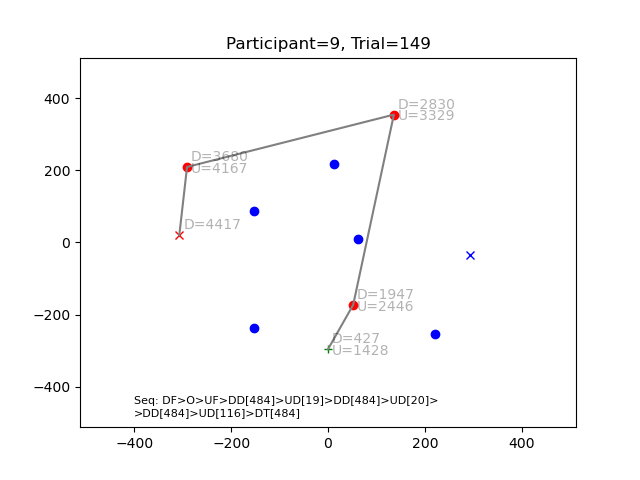 Participant=9, Trial=149
400
200
0
−200
−400
D=2830
U=3329
D=3680
U=4167
D=4417
D=1947
U=2446
D=427
U=1428
Seq: DF>O>UF>DD[484]>UD[19]>DD[484]>UD[20]>
>DD[484]>UD[116]>DT[484]
−400 −200 0 200 400